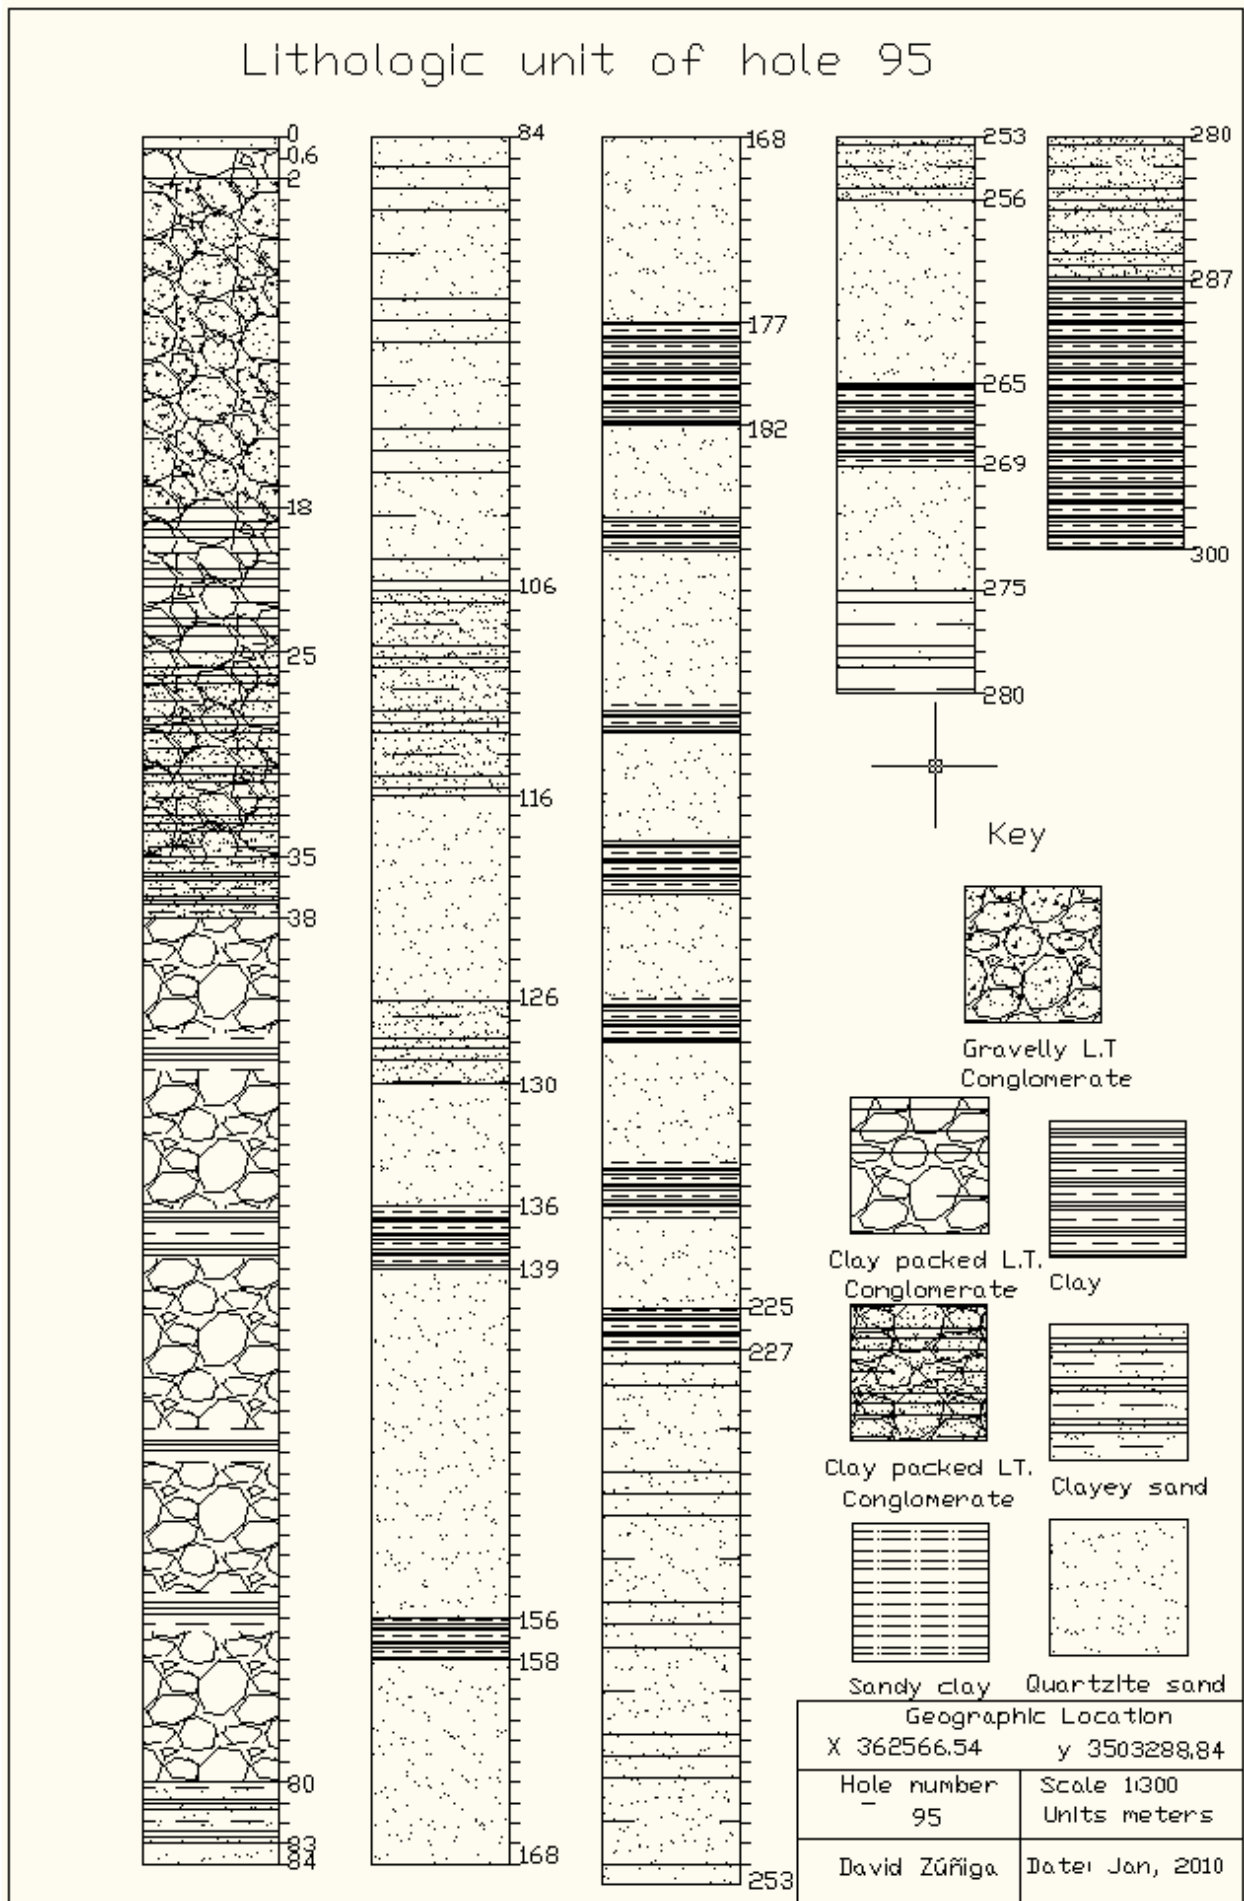 Lithologic unit of hole 95
0
0.6
2
18
25
35
38
80
83
84
84
106
116
126
130
136
139
156
158
168
168
177
182
225
227
253
253
256
265
269
275
280
280
287
300
Key
Gravelly L.T
Conglomerate
Clay packed L.T.
Conglomerate
Clay
Clay packed LT.
Conglomerate
Clayey sand
Sandy clay
Quartzite sand
Geographic Location
X 362566.54 y 3503288.84
Hole number
95
Scale 1:300
Units meters
David Zúñiga
Date: Jan, 2010